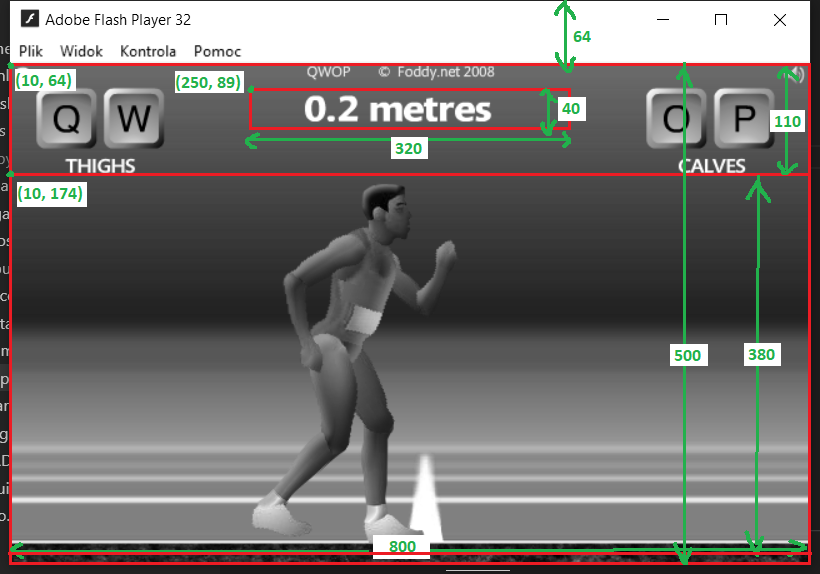 Adobe Flash Player 32
64
Plik Widok Kontrola Pomoc
(10, 64)
(250, 89)
QWOP © Foddy.net 2008
Q W
0.2 metres
40
O P
110
320
THIGHS
CALVES
(10, 174)
500
380
800